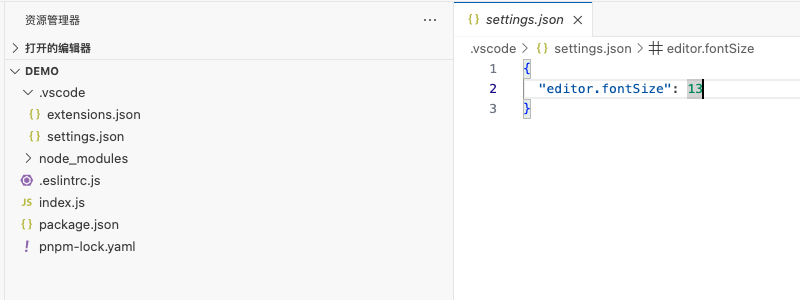 资源管理器
打开的编辑器
DEMO
.vscode
extensions.json
settings.json
node_modules
.eslintrc.js
JS index.js
package.json
! pnpm-lock.yaml
settings.json
.vscode > {} settings.json > # editor.fontSize
1 {
2 "editor.fontSize": 13
3 }